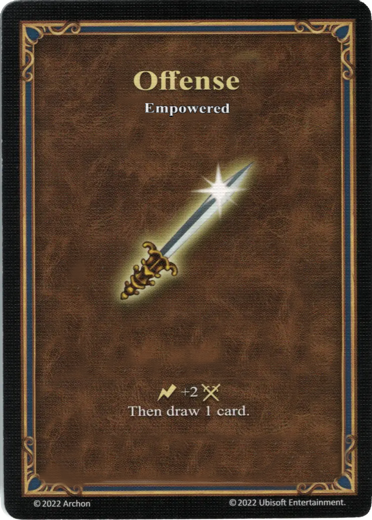 Offense
Empowered
+2
Then draw 1 card.
© 2022 Archon
© 2022 Ubisoft Entertainment.